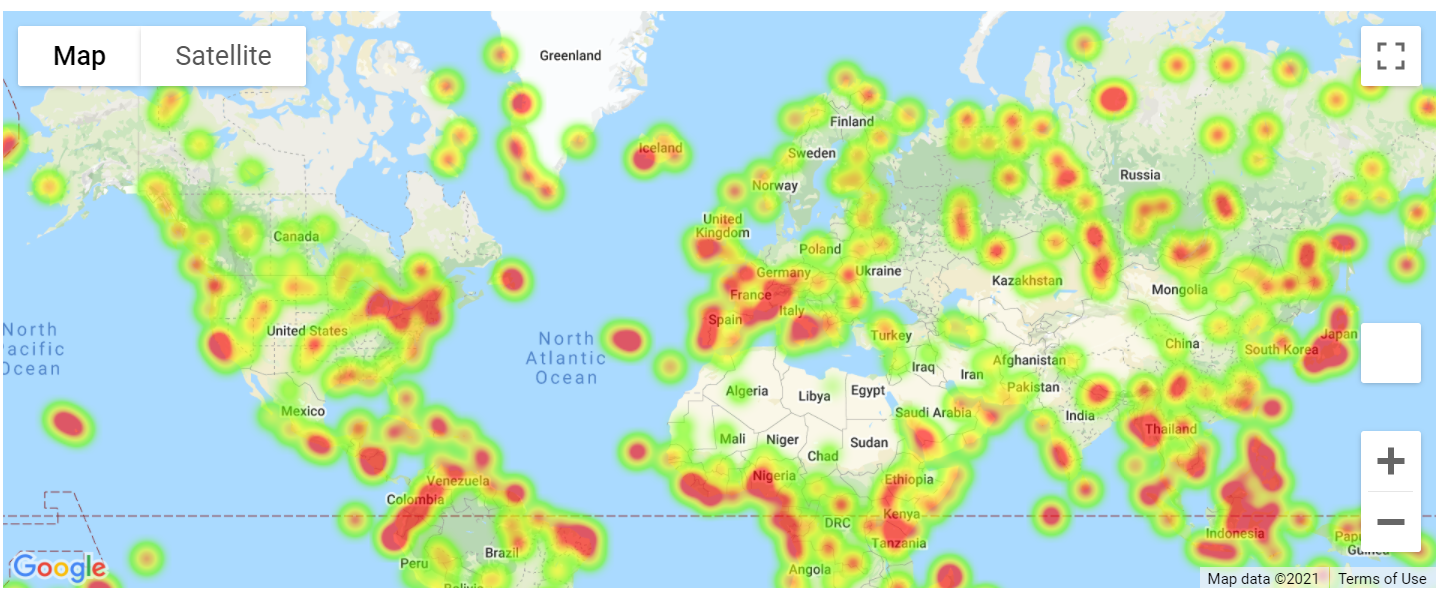 Map
Satellite
Greenland
Finland
Iceland
Sweden
Russia
Norway
United
Kingdom
Canada
Poland
Germany
Ukraine
Kazakhstan
Mongolia
France
Italy
Spain
United States
North
Pacific
Ocean
North
Atlantic
Ocean
Turkey
China
Japan
South Korea
Afghanistan
Iraq
Iran
Pakistan
Algeria
Libya
Egypt
Mexico
Saudi Arabia
India
Thailand
Mali
Niger
Sudan
Chad
Venezuela
Nigeria
Ethiopia
Colombia
Kenya
DRC
Indonesia
Tanzania
Brazil
Peru
Angola
Google
Map data ©2021
Terms of Use